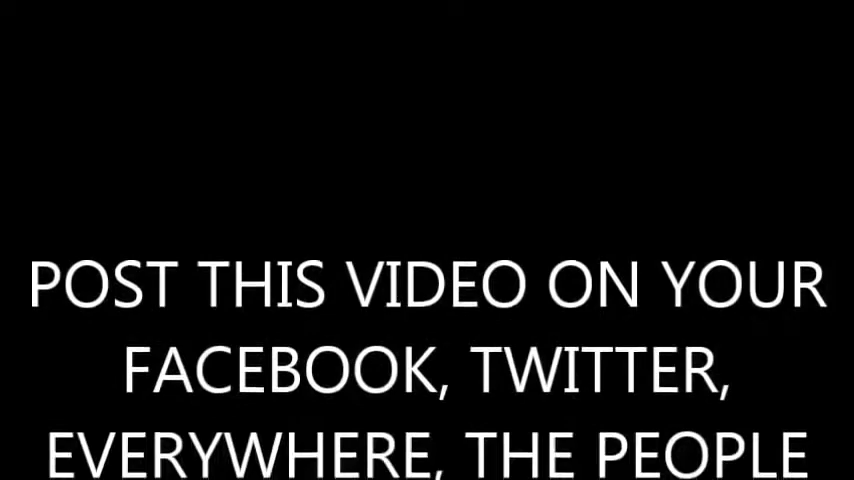 POST THIS VIDEO ON YOUR
FACEBOOK, TWITTER,
EVERYWHERE, THE PEOPLE